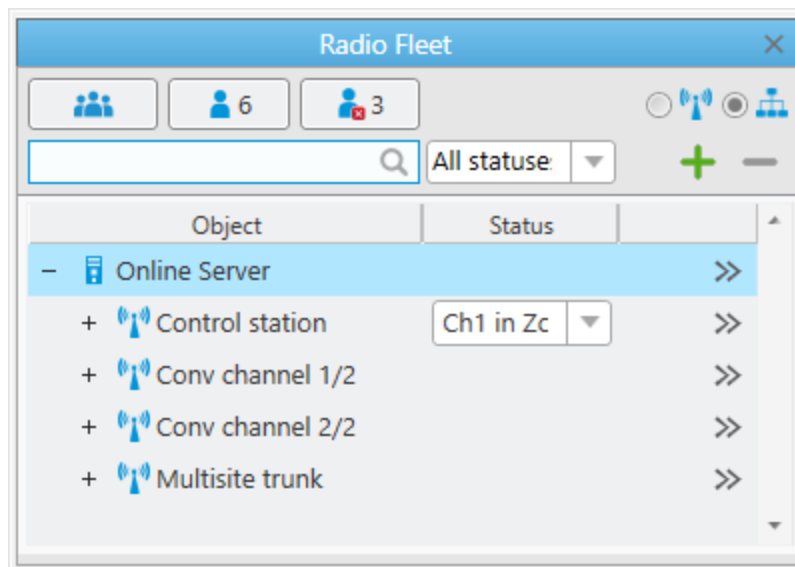 Radio Fleet
6
3
All statuse
Object Status
Online Server
Control station Ch1 in Zo
Conv channel 1/2
Conv channel 2/2
Multisite trunk